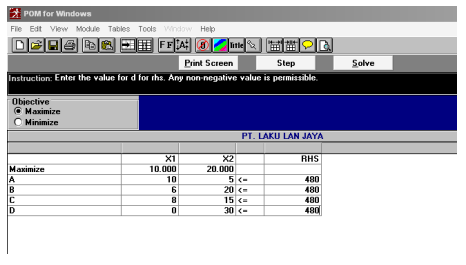 POM for Windows
File Edit View Module Tables Tools Window Help
Print Screen Step Solve
Instruction: Enter the value for d for rhs. Any non-negative value is permissible.
Objective
Maximize
Minimize
PT. LAKU LAN JAYA
X1 X2 RHS
Maximize 10.000 20.000
A 10 5 <= 480
B 6 20 <= 480
C 8 15 <= 480
D 0 30 <= 480